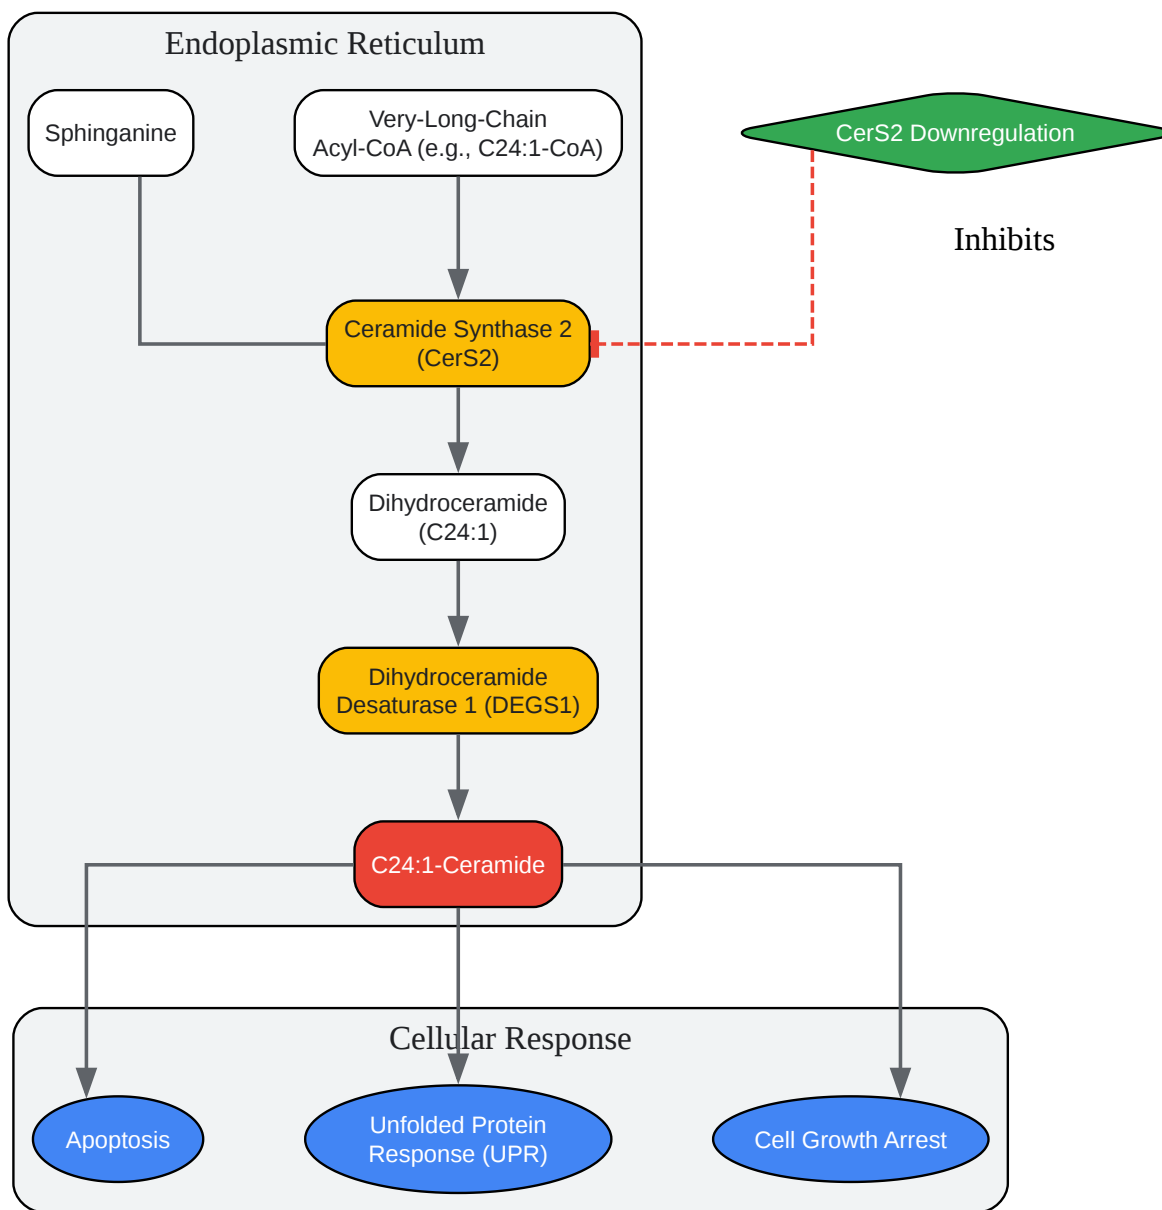 Endoplasmic Reticulum
Sphinganine
Very-Long-Chain
Acyl-CoA (e.g., C24:1-CoA)
CerS2 Downregulation
Inhibits
Ceramide Synthase 2
(CerS2)
Dihydroceramide
(C24:1)
Dihydroceramide
Desaturase 1 (DEGS1)
C24:1-Ceramide
Cellular Response
Apoptosis
Unfolded Protein
Response (UPR)
Cell Growth Arrest